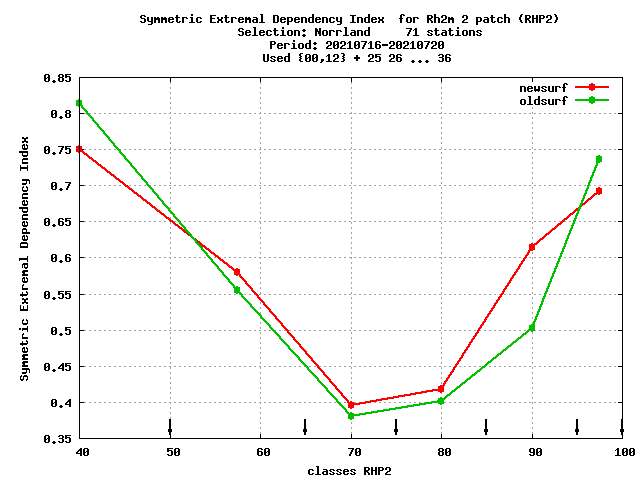 Symmetric Extremal Dependency Index  for Rh2m 2 patch (RHP2)
Selection: Norrland     71 stations
Period: 20210716-20210720
Used {00,12} + 25 26 ... 36
newsurf
oldsurf
Symmetric Extremal Dependency Index
0.85
0.8
0.75
0.7
0.65
0.6
0.55
0.5
0.45
0.4
0.35
40 50 60 70 80 90 100
classes RHP2